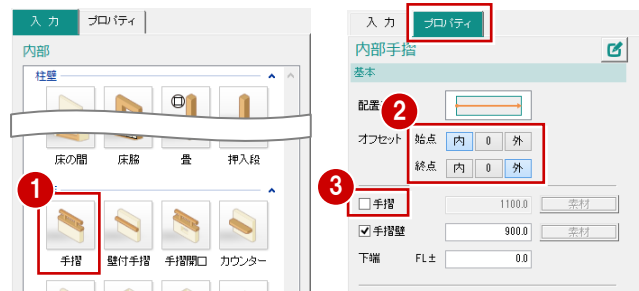 入 力 プロパティ
内部
柱壁
床の間 床脇 畳 押入段
1
手摺 壁付手摺 手摺開口 カウンター
入 力 プロパティ
内部手摺
基本
配置 2
オフセット 始点 内 0 外
終点 内 0 外
3
手摺 1100.0 素材
手摺壁 900.0 素材
下端 FL± 0.0